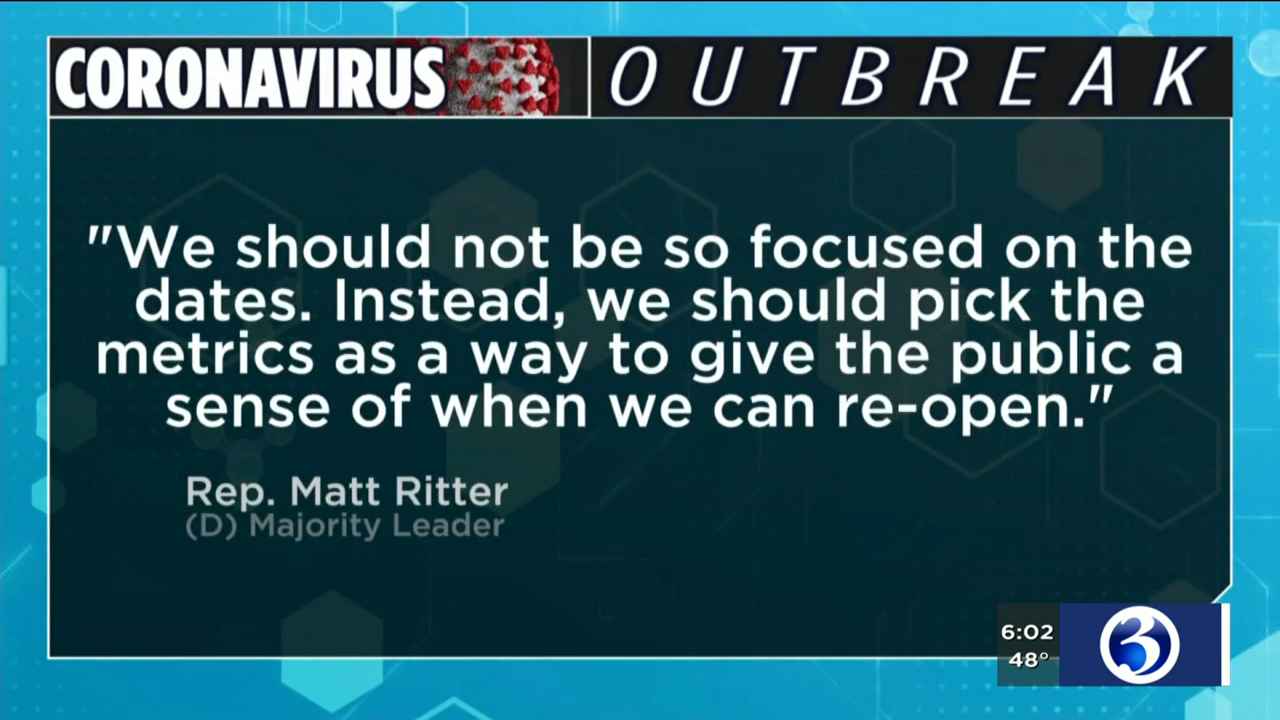 CORONAVIRUS OUTBREAK
"We should not be so focused on the
dates. Instead, we should pick the
metrics as a way to give the public a
sense of when we can re-open."
Rep. Matt Ritter
(D) Majority Leader
6:02
48°
3